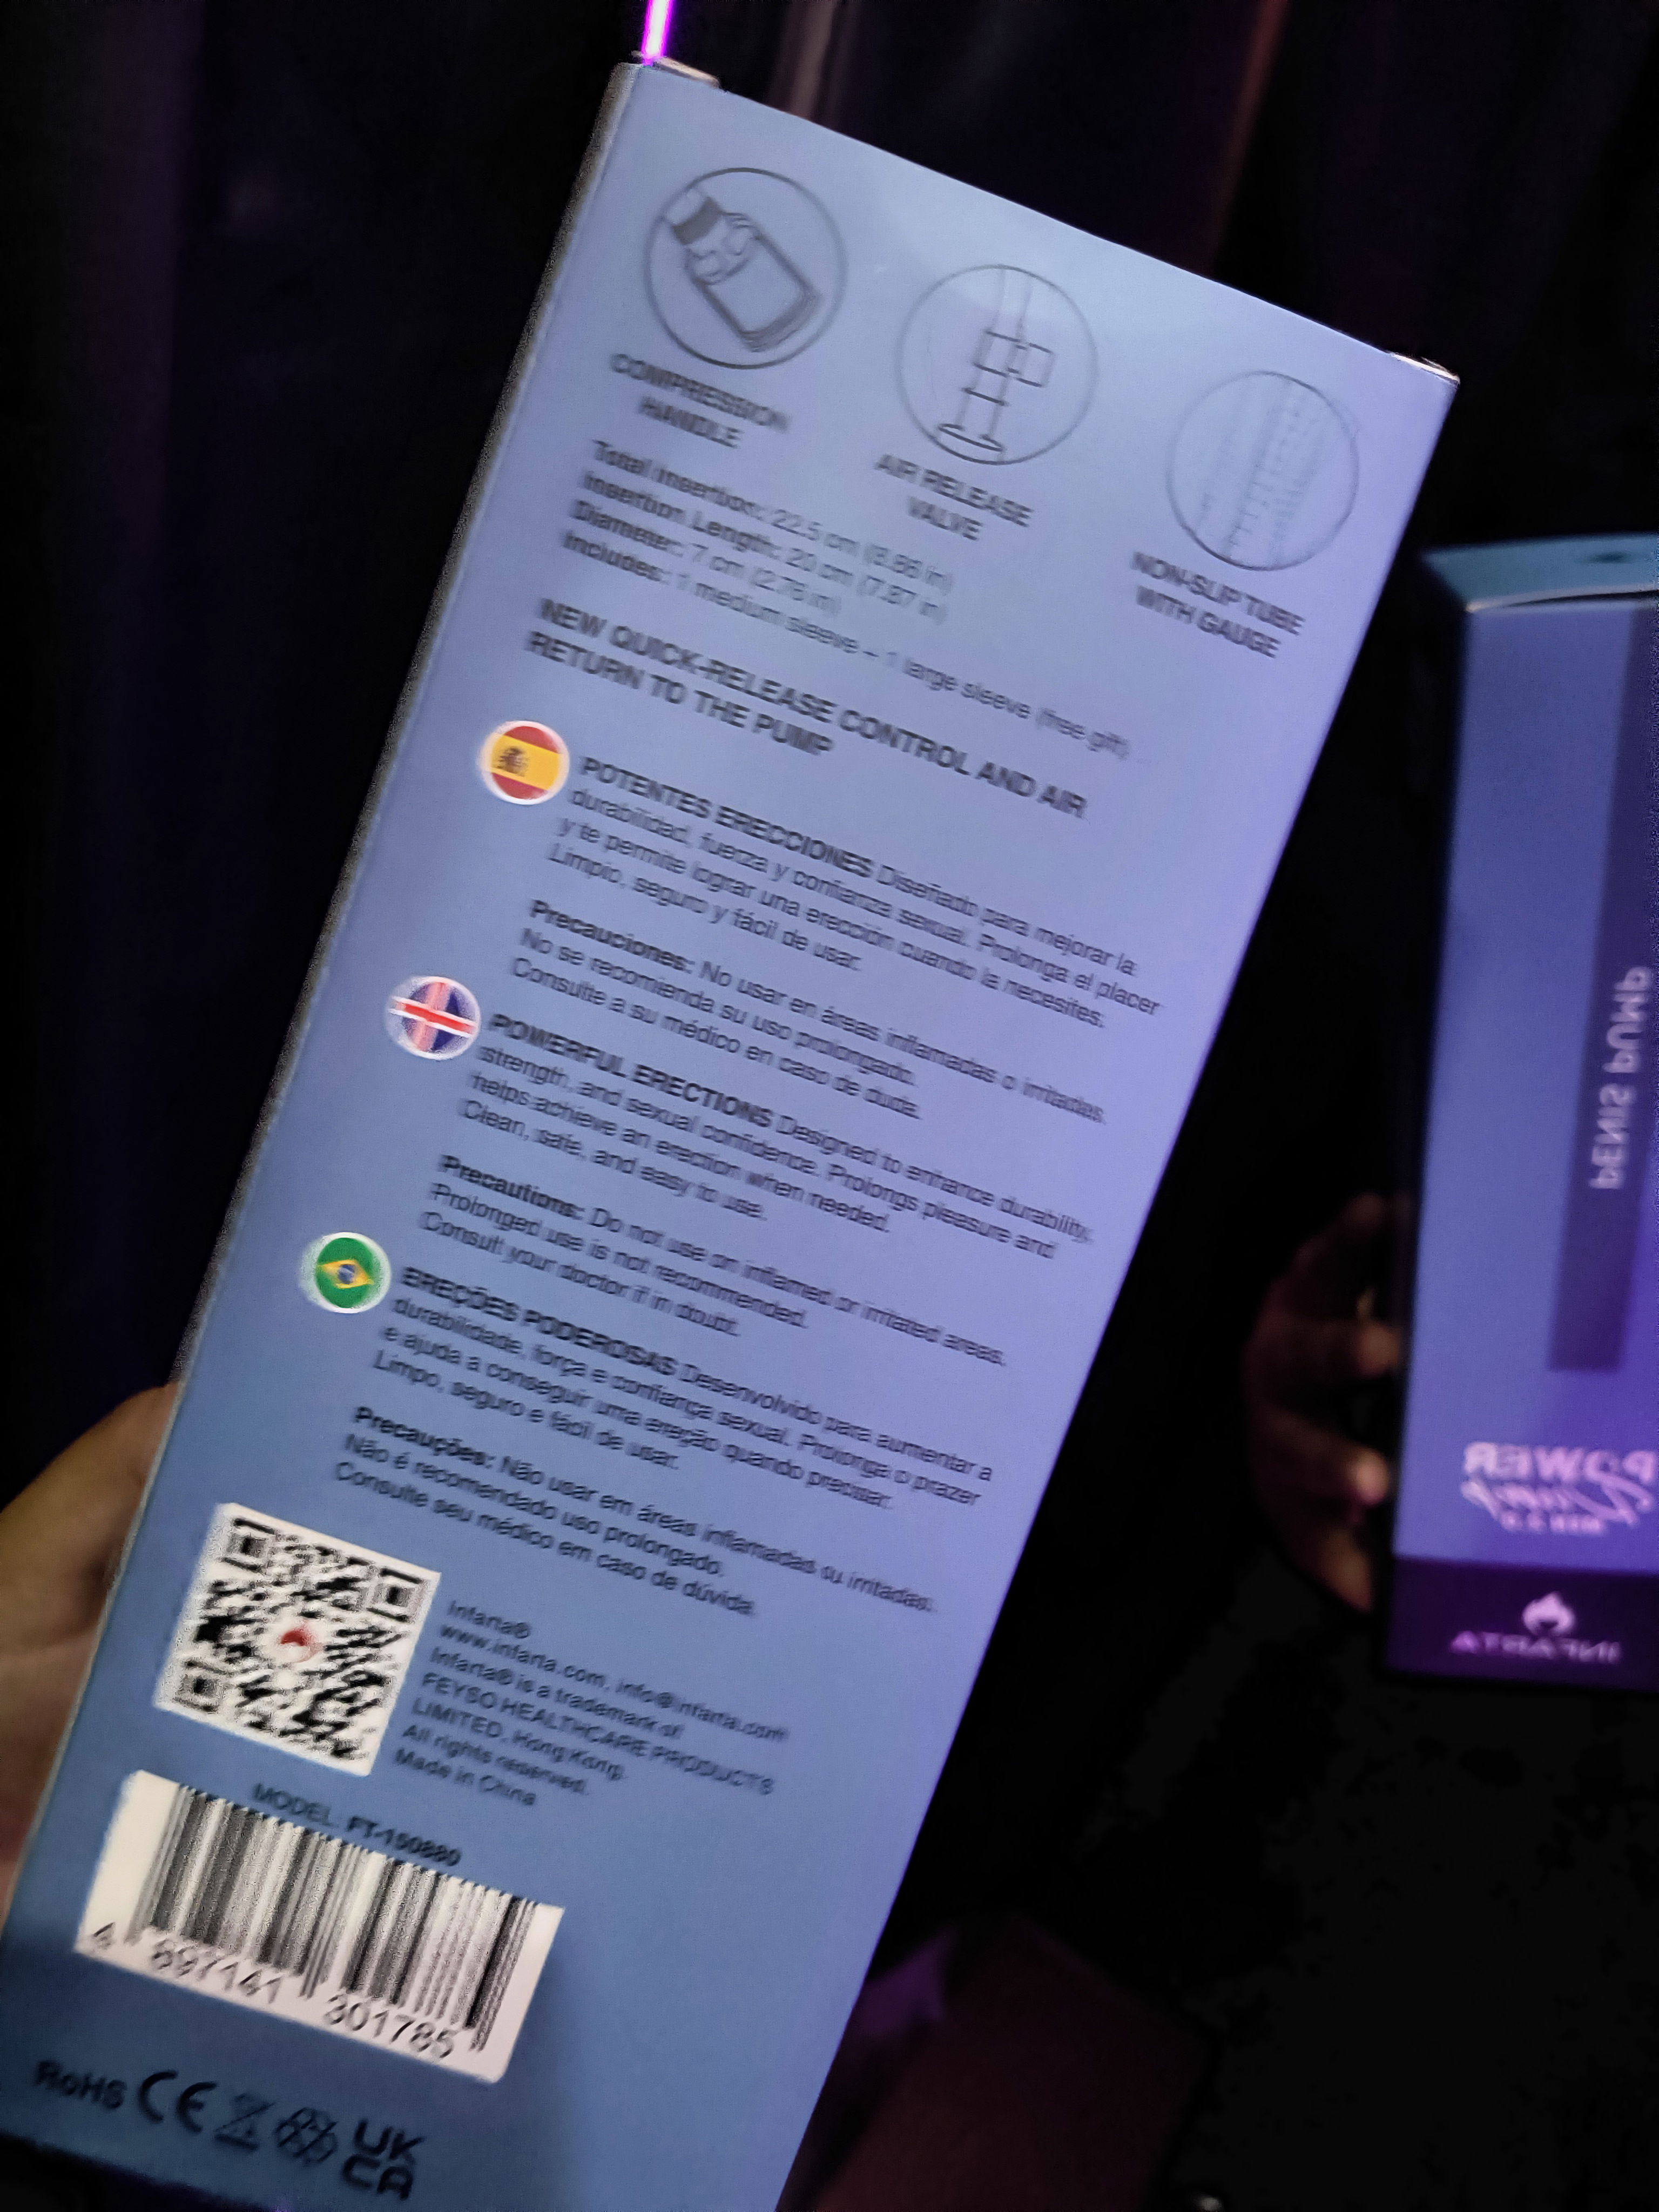 COMPRESSION
HANDLE
AIR RELEASE
VALVE
NON-SLIP TUBE
WITH GAUGE
Total insertion: 22.5 cm (8.86 in)
Insertion Length: 20 cm (7.87 in)
Diameter: 7 cm (2.76 in)
Includes: 1 medium sleeve + 1 large sleeve (free gift)
NEW QUICK-RELEASE CONTROL AND AIR
RETURN TO THE PUMP
POTENTES ERECCIONES Diseñado para mejorar la
durabilidad, fuerza y confianza sexual. Prolonga el placer
y te permite lograr una erección cuando la necesites.
Limpio, seguro y fácil de usar.
Precauciones: No usar en áreas inflamadas o irritadas.
No se recomienda su uso prolongado.
Consulte a su médico en caso de duda.
POWERFUL ERECTIONS Designed to enhance durability,
strength, and sexual confidence. Prolongs pleasure and
helps achieve an erection when needed.
Clean, safe, and easy to use.
Precautions: Do not use on inflamed or irritated areas.
Prolonged use is not recommended.
Consult your doctor if in doubt.
EREÇÕES PODEROSAS Desenvolvido para aumentar a
durabilidade, força e confiança sexual. Prolonga o prazer
e ajuda a conseguir uma ereção quando precisar.
Limpo, seguro e fácil de usar.
Precauções: Não usar em áreas inflamadas ou irritadas.
Não é recomendado uso prolongado.
Consulte seu médico em caso de dúvida.
Infarta®
www.infarta.com, info@infarta.com
Infarta® is a trademark of
FEYSO HEALTHCARE PRODUCTS
LIMITED. Hong Kong.
All rights reserved.
Made in China
MODEL. FT-150880
6 697141 301785
RoHS CE UK
CA
PENIS PUMP
POWER
Pump
INFARTA